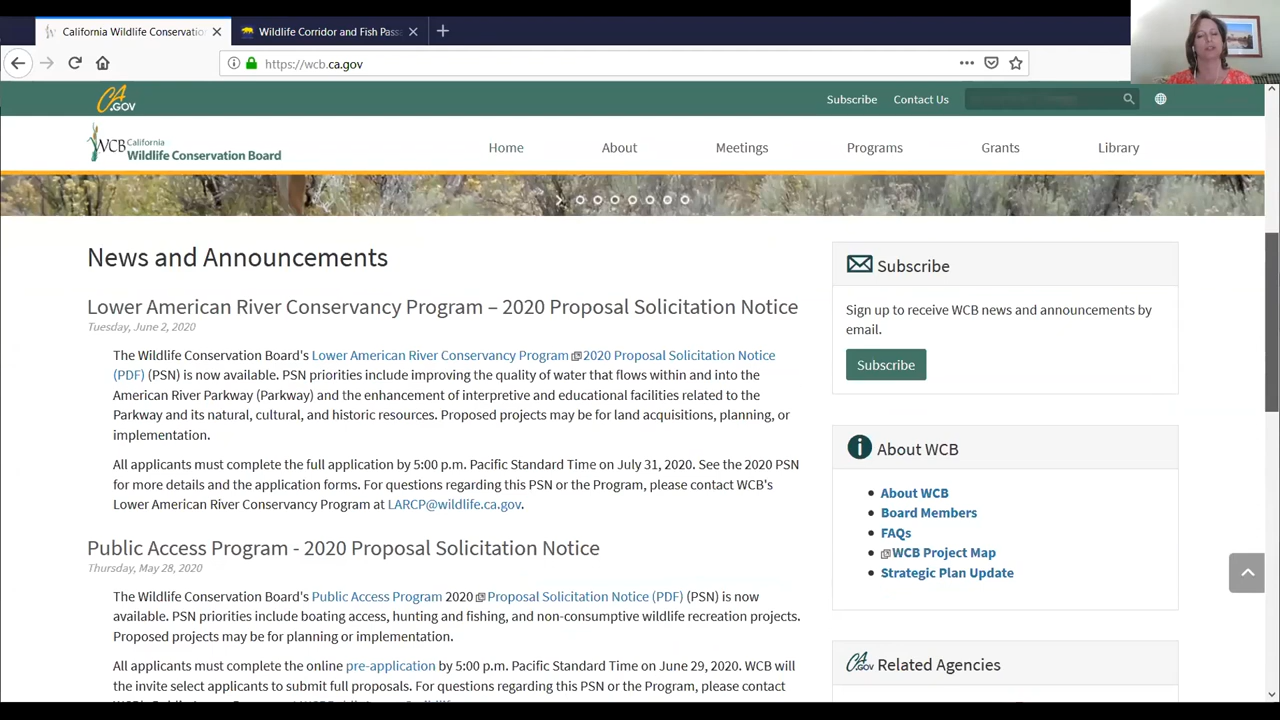 California Wildlife Conservatio
Wildlife Corridor and Fish Pass
https://wcb.ca.gov
CA.GOV
Subscribe
Contact Us
WCB California
Wildlife Conservation Board
Home
About
Meetings
Programs
Grants
Library
News and Announcements
Lower American River Conservancy Program – 2020 Proposal Solicitation Notice
Tuesday, June 2, 2020
The Wildlife Conservation Board's Lower American River Conservancy Program 2020 Proposal Solicitation Notice
(PDF) (PSN) is now available. PSN priorities include improving the quality of water that flows within and into the
American River Parkway (Parkway) and the enhancement of interpretive and educational facilities related to the
Parkway and its natural, cultural, and historic resources. Proposed projects may be for land acquisitions, planning, or
implementation.
All applicants must complete the full application by 5:00 p.m. Pacific Standard Time on July 31, 2020. See the 2020 PSN
for more details and the application forms. For questions regarding this PSN or the Program, please contact WCB's
Lower American River Conservancy Program at LARCP@wildlife.ca.gov.
Public Access Program - 2020 Proposal Solicitation Notice
Thursday, May 28, 2020
The Wildlife Conservation Board's Public Access Program 2020 Proposal Solicitation Notice (PDF) (PSN) is now
available. PSN priorities include boating access, hunting and fishing, and non-consumptive wildlife recreation projects.
Proposed projects may be for planning or implementation.
All applicants must complete the online pre-application by 5:00 p.m. Pacific Standard Time on June 29, 2020. WCB will
the invite select applicants to submit full proposals. For questions regarding this PSN or the Program, please contact
Subscribe
Sign up to receive WCB news and announcements by
email.
Subscribe
About WCB
About WCB
Board Members
FAQs
WCB Project Map
Strategic Plan Update
CA.GOV Related Agencies